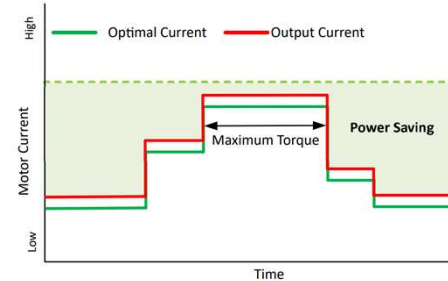 High
Optimal Current
Output Current
Motor Current
Maximum Torque
Power Saving
Low
Time